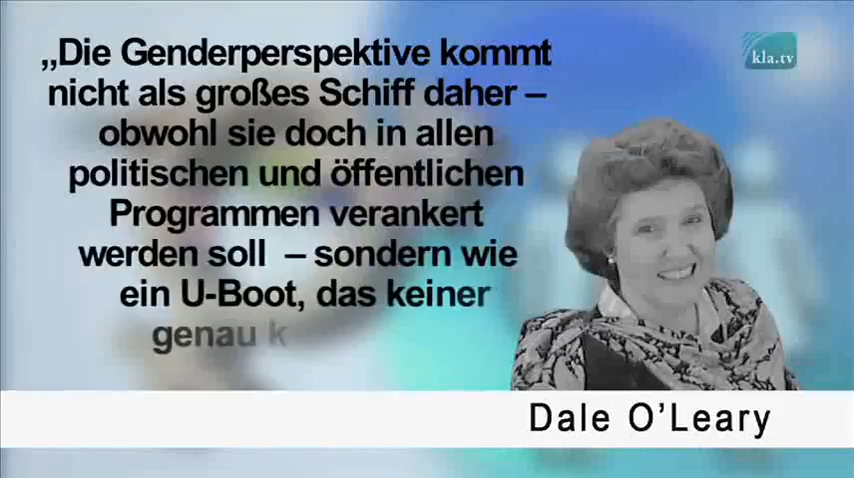 „Die Genderperspektive kommt
nicht als großes Schiff daher –
obwohl sie doch in allen
politischen und öffentlichen
Programmen verankert
werden soll – sondern wie
ein U-Boot, das keiner
genau k
kla.tv
Dale O'Leary